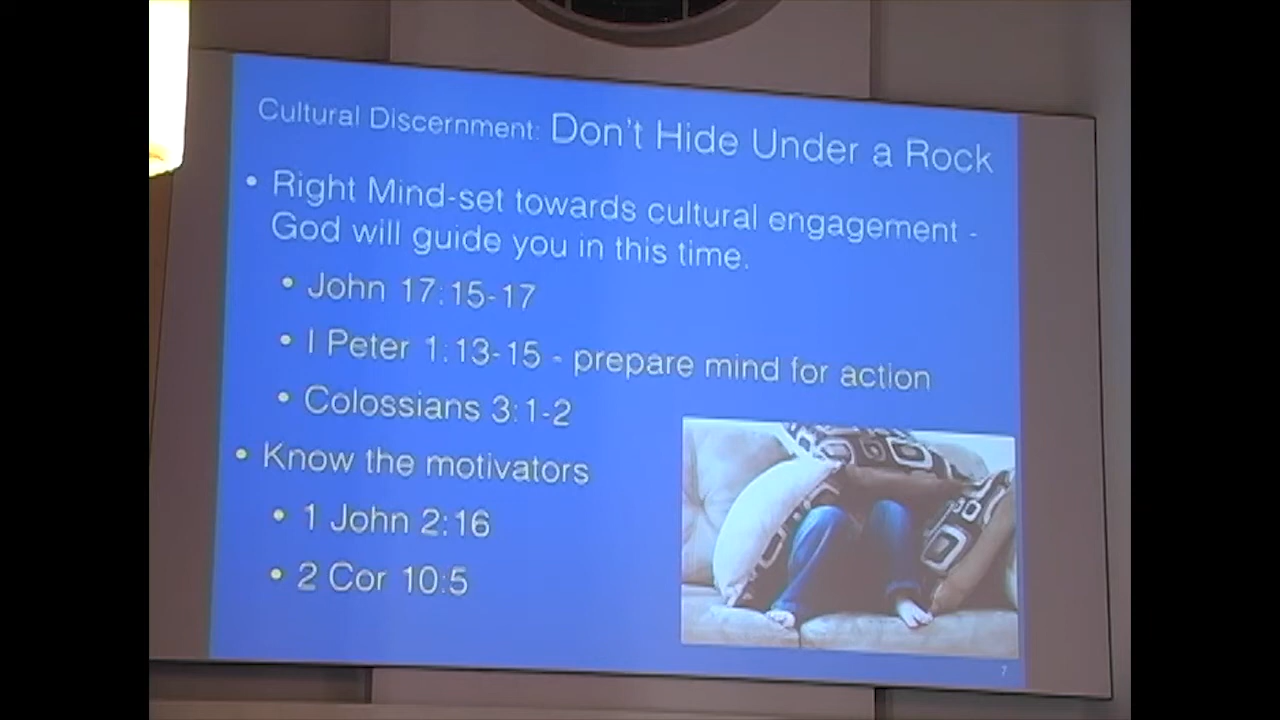 Cultural Discernment: Don't Hide Under a Rock
• Right Mind-set towards cultural engagement -
God will guide you in this time.
• John 17:15-17
• I Peter 1:13-15 - prepare mind for action
• Colossians 3:1-2
• Know the motivators
• 1 John 2:16
• 2 Cor 10:5
7